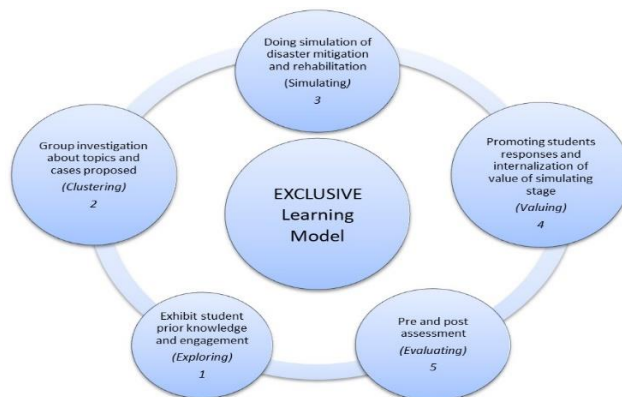 Doing simulation of
disaster mitigation
and rehabilitation
(Simulating)
3
Group investigation
about topics and
cases proposed
(Clustering)
2
Promoting students
responses and
internalization of
value of simulating
stage
(Valuing)
4
EXCLUSIVE
Learning
Model
Exhibit student
prior knowledge
and engagement
(Exploring)
1
Pre and post
assessment
(Evaluating)
5